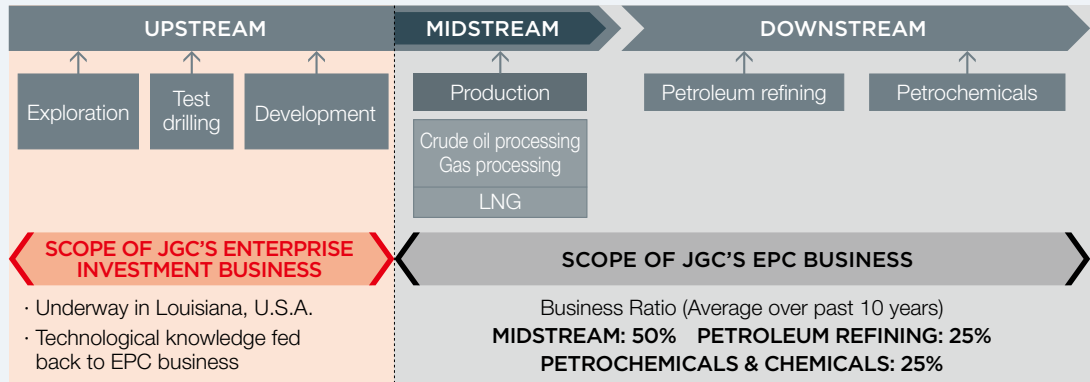 UPSTREAM
MIDSTREAM
DOWNSTREAM
Exploration
Test
drilling
Development
Production
Crude oil processing
Gas processing
LNG
Petroleum refining
Petrochemicals
SCOPE OF JGC'S ENTERPRISE
INVESTMENT BUSINESS
SCOPE OF JGC'S EPC BUSINESS
· Underway in Louisiana, U.S.A.
· Technological knowledge fed
back to EPC business
Business Ratio (Average over past 10 years)
MIDSTREAM: 50% PETROLEUM REFINING: 25%
PETROCHEMICALS & CHEMICALS: 25%